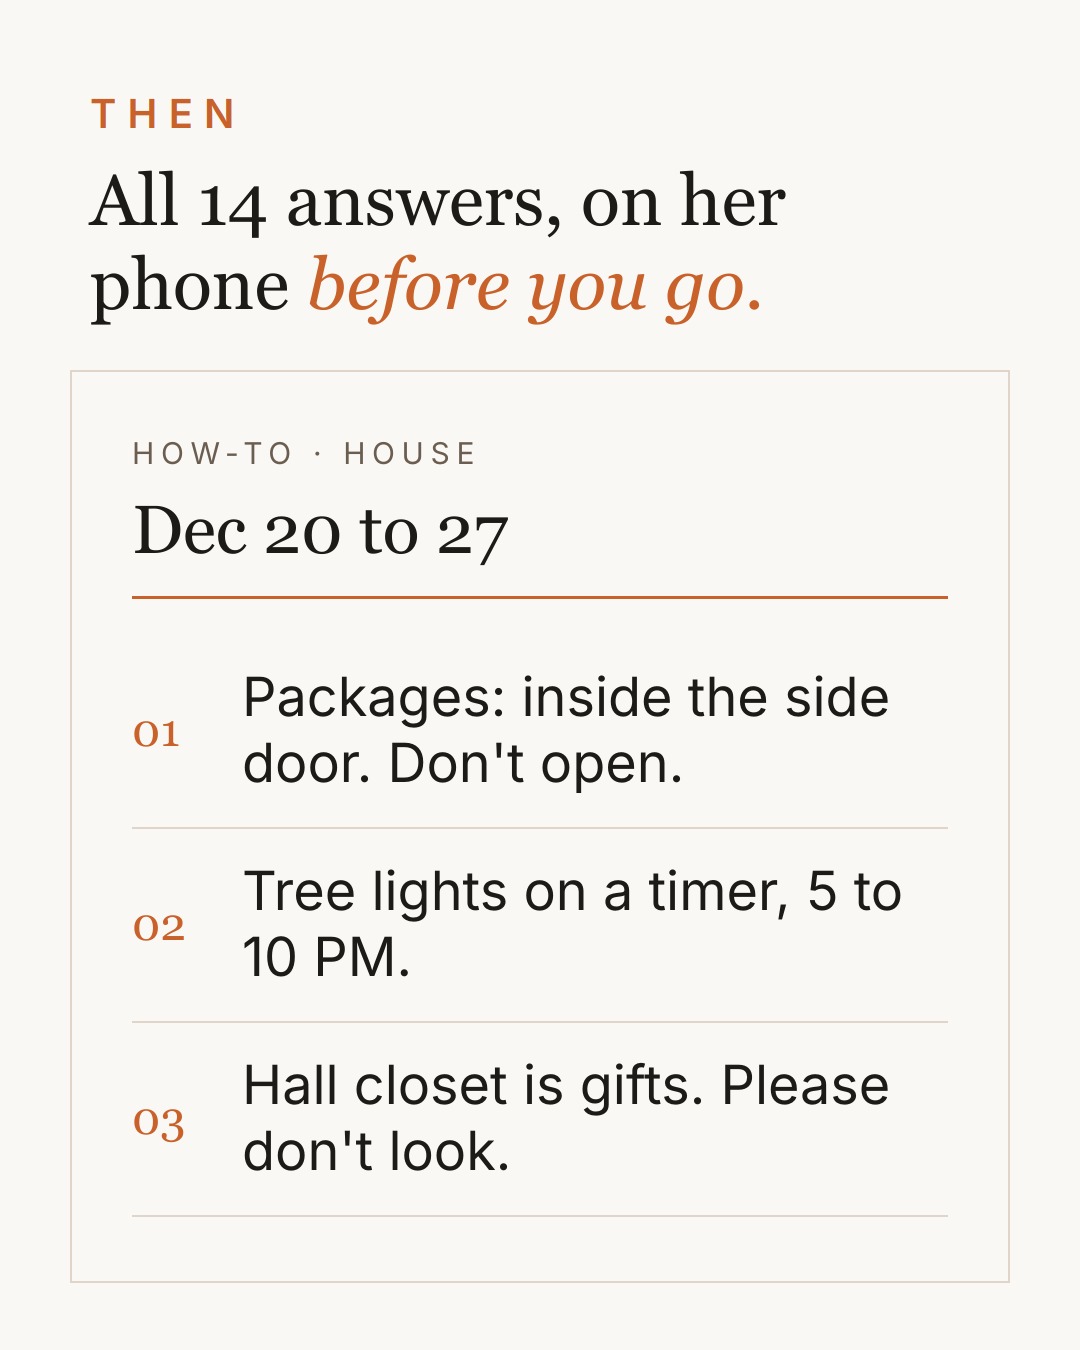 THEN
All 14 answers, on her
phone before you go.
HOW-TO · HOUSE
Dec 20 to 27
01
Packages: inside the side
door. Don't open.
02
Tree lights on a timer, 5 to
10 PM.
03
Hall closet is gifts. Please
don't look.